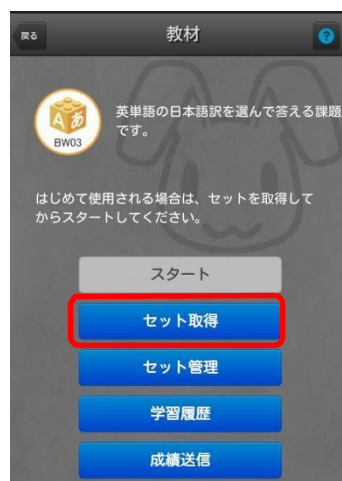 戻る
教材
?
Aあ
BW03
英単語の日本語訳を選んで答える課題
です。
はじめて使用される場合は、セットを取得して
からスタートしてください。
スタート
セット取得
セット管理
学習履歴
成績送信